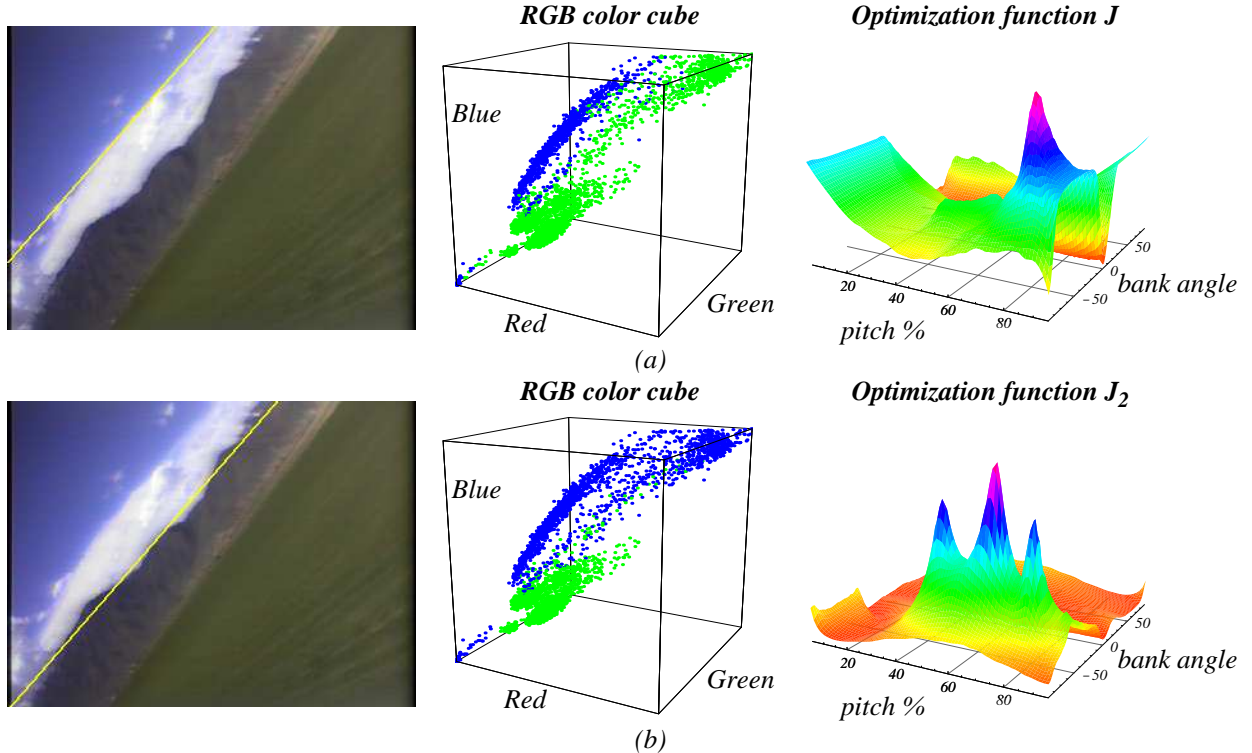 RGB color cube
Optimization function J
Blue
Red
Green
20
40
60
80
50
0
-50
pitch %
bank angle
(a)
RGB color cube
Optimization function J2
Blue
Red
Green
20
40
60
80
50
0
-50
pitch %
bank angle
(b)